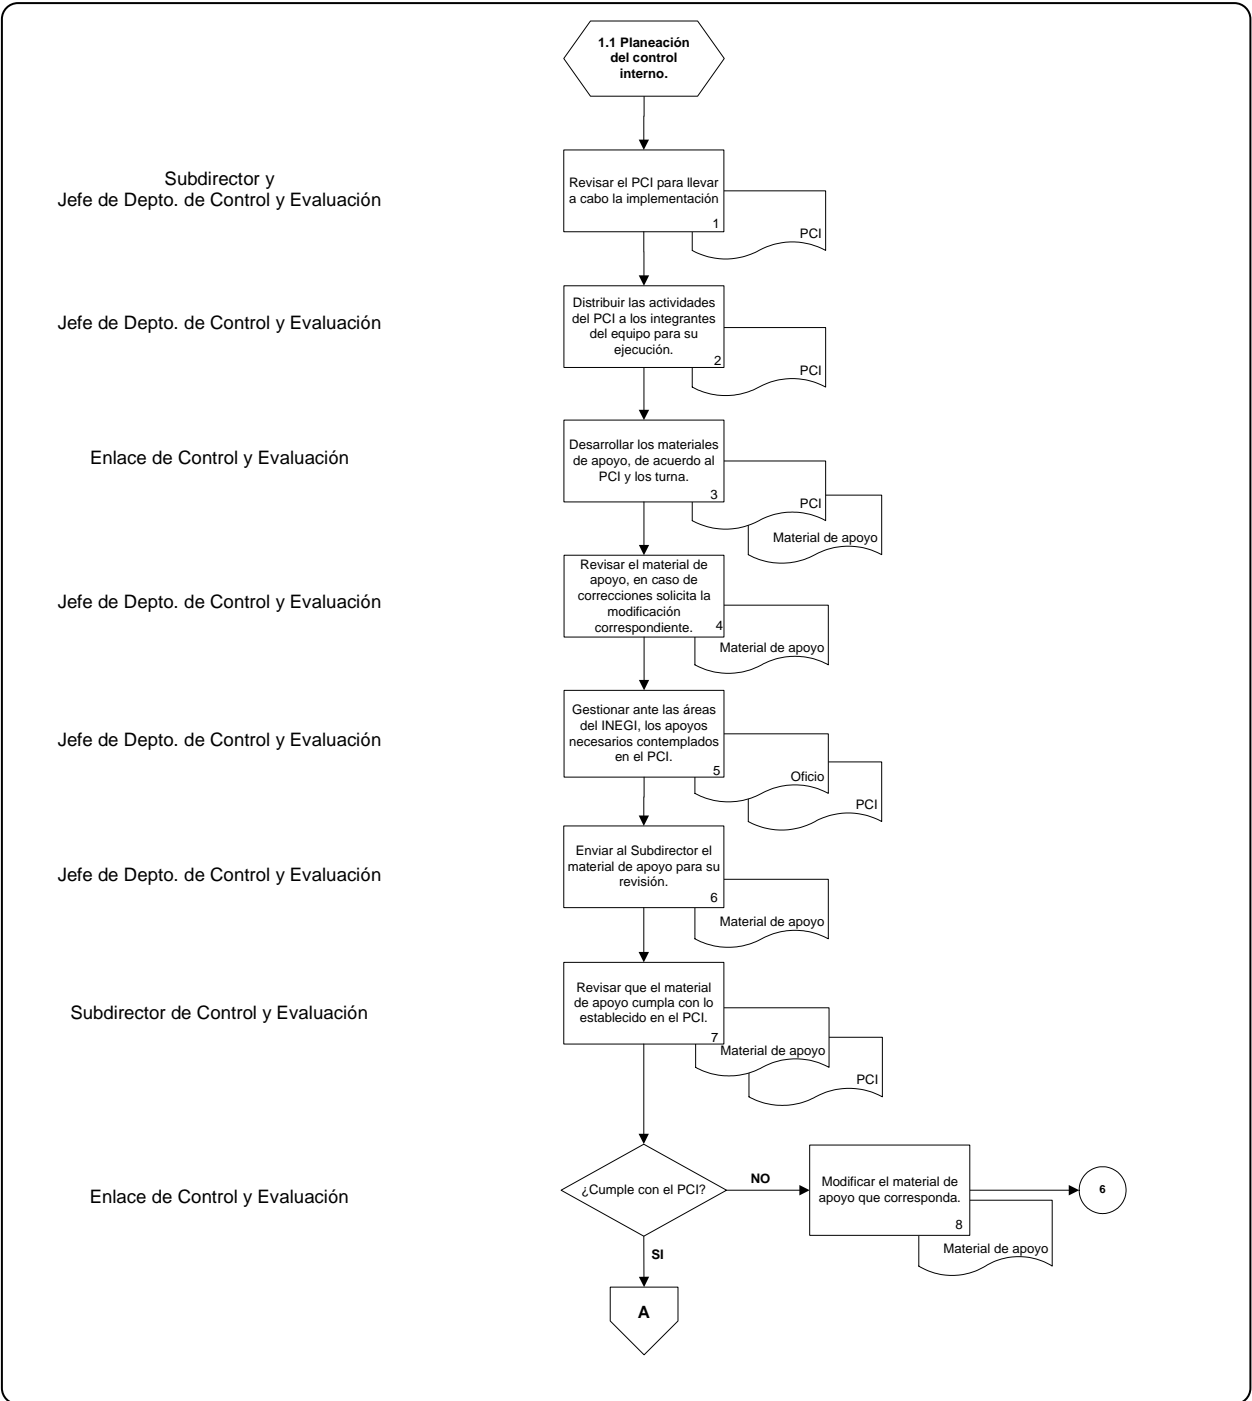 1.1 Planeación
del control
interno.
Subdirector y
Jefe de Depto. de Control y Evaluación
Revisar el PCI para llevar
a cabo la implementación
1
PCI
Jefe de Depto. de Control y Evaluación
Distribuir las actividades
del PCI a los integrantes
del equipo para su
ejecución.
2
PCI
Enlace de Control y Evaluación
Desarrollar los materiales
de apoyo, de acuerdo al
PCI y los turna.
3
PCI
Material de apoyo
Jefe de Depto. de Control y Evaluación
Revisar el material de
apoyo, en caso de
correcciones solicita la
modificación
correspondiente.
4
Material de apoyo
Jefe de Depto. de Control y Evaluación
Gestionar ante las áreas
del INEGI, los apoyos
necesarios contemplados
en el PCI.
5
Oficio
PCI
Jefe de Depto. de Control y Evaluación
Enviar al Subdirector el
material de apoyo para su
revisión.
6
Material de apoyo
Subdirector de Control y Evaluación
Revisar que el material
de apoyo cumpla con lo
establecido en el PCI.
7
Material de apoyo
PCI
Enlace de Control y Evaluación
¿Cumple con el PCI?
NO
Modificar el material de
apoyo que corresponda.
8
Material de apoyo
6
SI
A